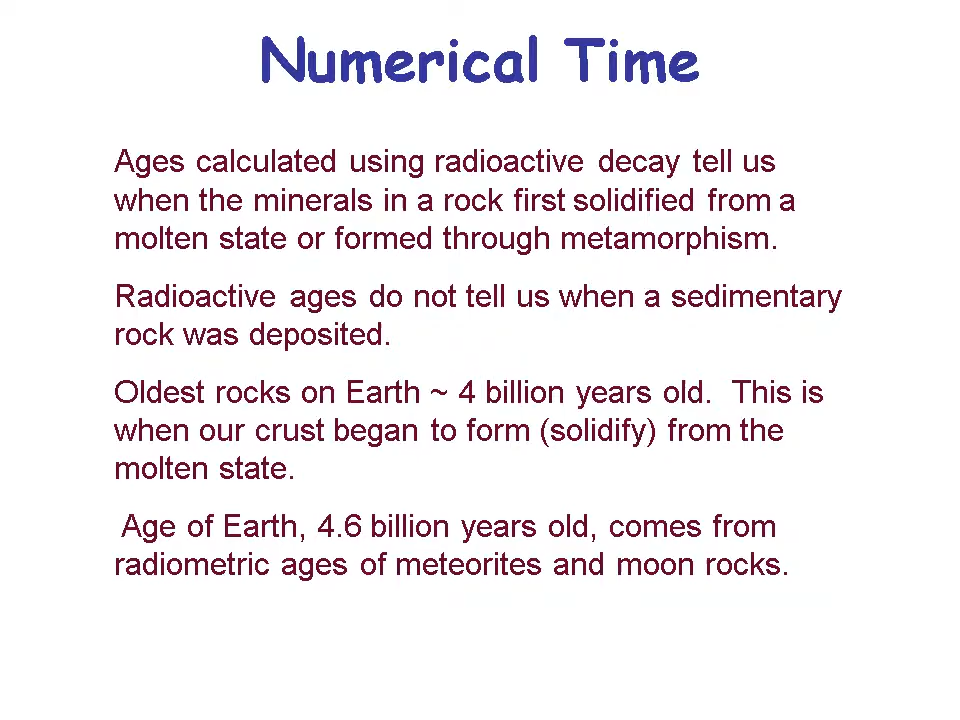 Numerical Time
Ages calculated using radioactive decay tell us
when the minerals in a rock first solidified from a
molten state or formed through metamorphism.
Radioactive ages do not tell us when a sedimentary
rock was deposited.
Oldest rocks on Earth ~ 4 billion years old.  This is
when our crust began to form (solidify) from the
molten state.
Age of Earth, 4.6 billion years old, comes from
radiometric ages of meteorites and moon rocks.